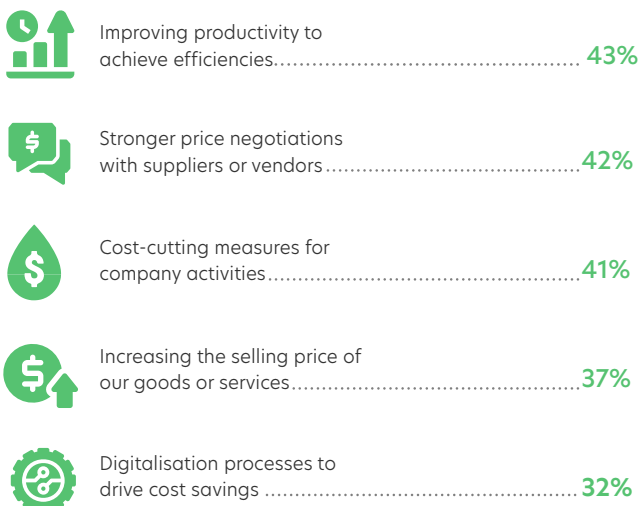 Improving productivity to
achieve efficiencies........................................................ 43%
$
Stronger price negotiations
with suppliers or vendors.............................................. 42%
$
Cost-cutting measures for
company activities......................................................... 41%
$
Increasing the selling price of
our goods or services.................................................... 37%
Digitalisation processes to
drive cost savings ......................................................... 32%